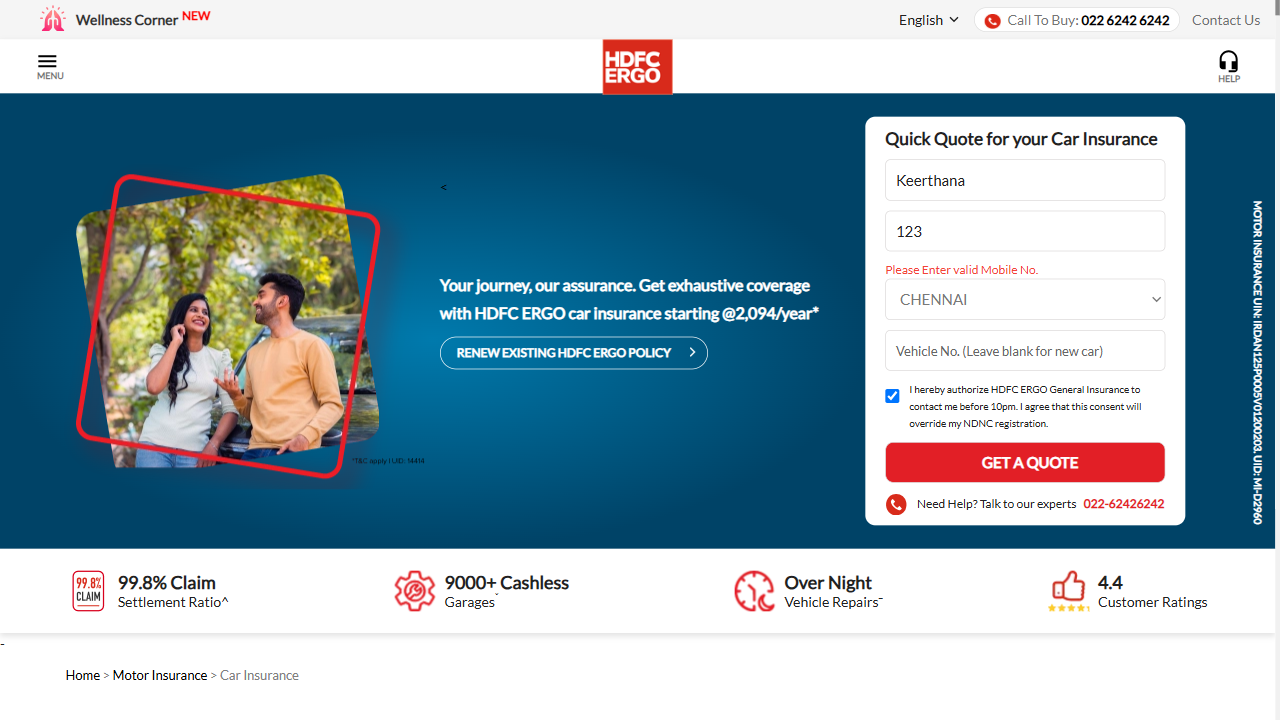 Wellness Corner NEW
English
Call To Buy: 022 6242 6242
Contact Us
MENU
HDFC
ERGO
HELP
<
Your journey, our assurance. Get exhaustive coverage
with HDFC ERGO car insurance starting @2,094/year*
RENEW EXISTING HDFC ERGO POLICY
*T&C apply I UID: 14414
Quick Quote for your Car Insurance
Keerthana
123
Please Enter valid Mobile No.
CHENNAI
Vehicle No. (Leave blank for new car)
I hereby authorize HDFC ERGO General Insurance to
contact me before 10pm. I agree that this consent will
override my NDNC registration.
GET A QUOTE
Need Help? Talk to our experts 022-62426242
MOTOR INSURANCE UIN: IRDAN125P0005V01200203. UID: MI-D2960
99.8%
CLAIM
99.8% Claim
Settlement Ratio^
9000+ Cashless
Garagesˇ
Over Night
Vehicle Repairs¯
4.4
Customer Ratings
-
Home > Motor Insurance > Car Insurance